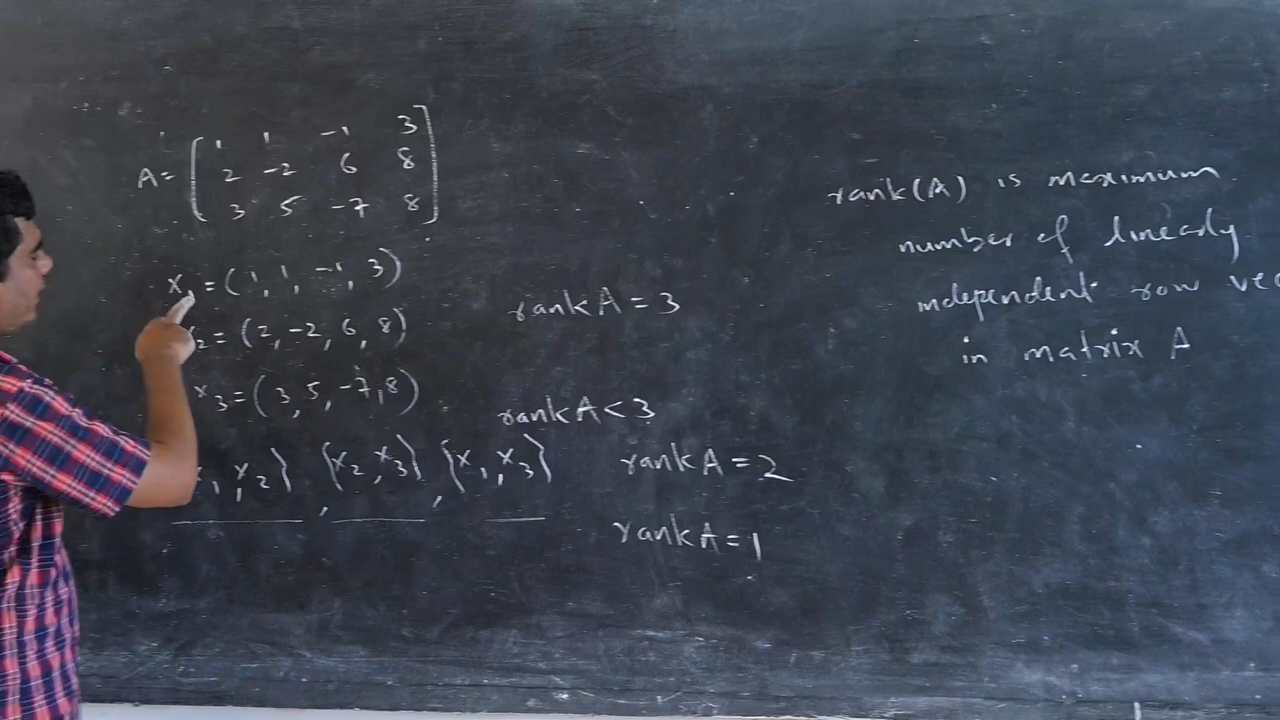 A = [ 1 1 -1 3
2 -2 6 8
3 5 -7 8 ]
x1 = (1, 1, -1, 3)
2 = (2, -2, 6, 8)
x3 = (3, 5, -7, 8)
1, x2}, {x2, x3}, {x1, x3}
rank A = 3
rank A < 3
rank A = 2
rank A = 1
rank(A) is maximum
number of linearly
independent row vec
in matrix A